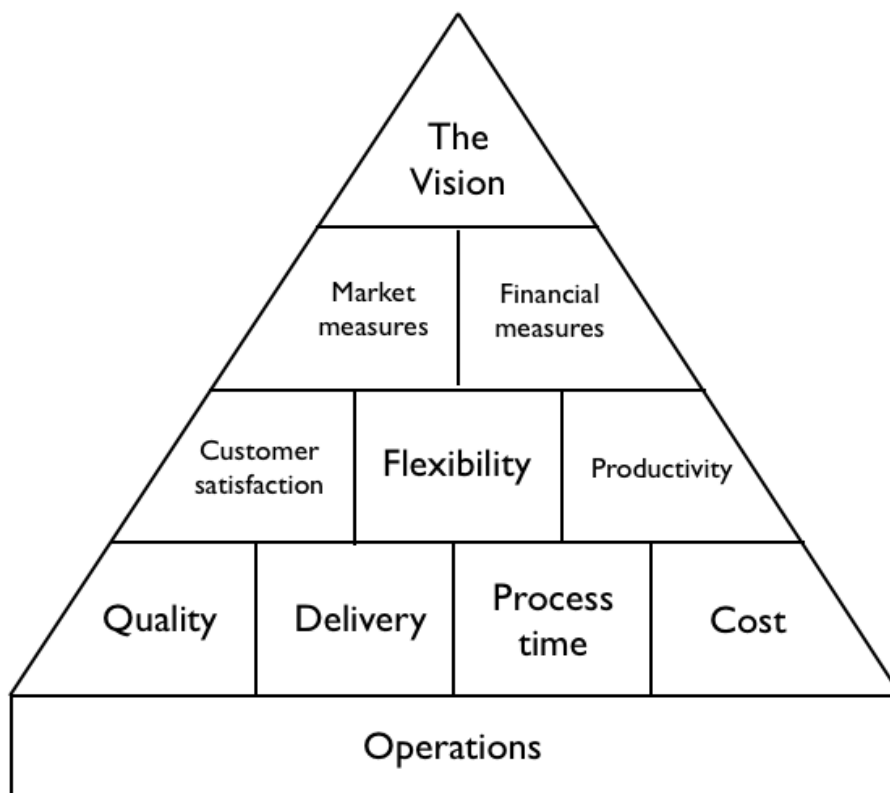 The
Vision
Market
measures
Financial
measures
Customer
satisfaction
Flexibility
Productivity
Quality
Delivery
Process
time
Cost
Operations